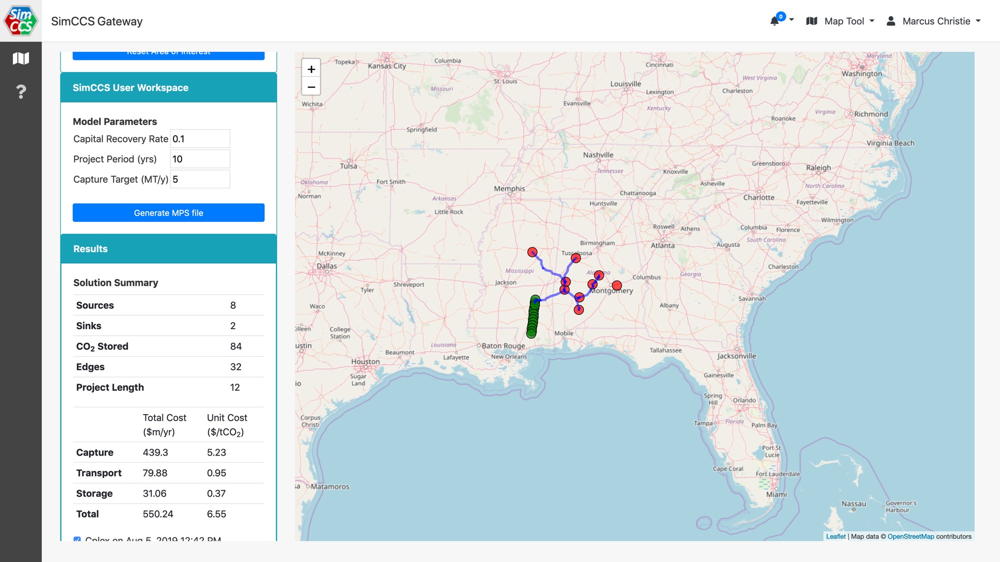 Sim
CCS
SimCCS Gateway
0
Map Tool
Marcus Christie
Reset Area of Interest
SimCCS User Workspace
Model Parameters
Capital Recovery Rate 0.1
Project Period (yrs) 10
Capture Target (MT/y) 5
Generate MPS file
Results
Solution Summary
Sources 8
Sinks 2
CO₂ Stored 84
Edges 32
Project Length 12
Total Cost ($m/yr) Unit Cost ($/tCO₂)
Capture 439.3 5.23
Transport 79.88 0.95
Storage 31.06 0.37
Total 550.24 6.55
Cplex on Aug 5, 2019 12:42 PM
+
−
Topeka
Kansas City
Columbia
St. Louis
Missouri
Cincinnati
Louisville
Lexington
West Virginia
Charleston
Maryland
Washington
Wichita
Evansville
Kentucky
Virginia
Richmond
Roanoke
Springfield
Virginia Beach
Tulsa
Nashville
Tennessee
Knoxville
Greensboro
Raleigh
Oklahoma
Fort Smith
Memphis
Chattanooga
Asheville
North Carolina
Norman
Arkansas
Little Rock
Huntsville
Charlotte
Fayetteville
Wilmington
Roswell
Athens
Columbia
Florence
South Carolina
McKinney
Dallas
Birmingham
Tuscaloosa
Atlanta
Augusta
Charleston
Mississippi
Alabama
Columbus
Georgia
Tyler
Shreveport
Jackson
Montgomery
Savannah
Waco
Albany
Killeen
College
Station
Mobile
ustin
Louisiana
Baton Rouge
Tallahassee
Jacksonville
Beaumont
Lafayette
New Orleans
Houston
Sugar
Land
Gainesville
io
Spring
Hill
Orlando
Corpus
Christi
Tampa
Florida
Palm Bay
Port St.
Lucie
Cape Coral
Fort Lauderdale
sa
Matamoros
Miami
Nassau
Governor's
Harbour
Leaflet | Map data © OpenStreetMap contributors